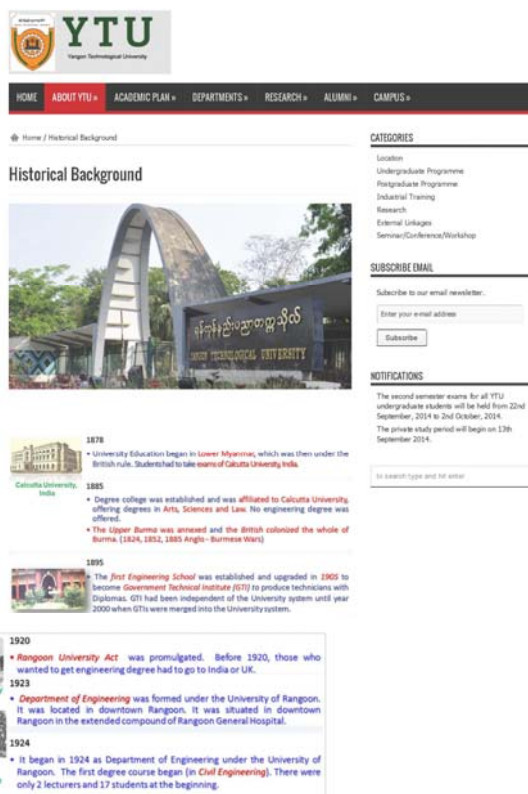 YTU
Yangon Technological University
HOME ABOUT YTU » ACADEMIC PLAN » DEPARTMENTS » RESEARCH » ALUMNI » CAMPUS »
Home / Historical Background
Historical Background
ရန်ကုန်နည်းပညာတက္ကသိုလ်
YANGON TECHNOLOGICAL UNIVERSITY
1878
• University Education began in Lower Myanmar, which was then under the
British rule. Students had to take exams of Calcutta University, India.
Calcutta University,
India
1885
• Degree college was established and was affiliated to Calcutta University,
offering degrees in Arts, Sciences and Law. No engineering degree was
offered.
• The Upper Burma was annexed and the British colonized the whole of
Burma. (1824, 1852, 1885 Anglo - Burmese Wars)
1895
• The first Engineering School was established and upgraded in 1905 to
become Government Technical Institute (GTI) to produce technicians with
Diplomas. GTI had been independent of the University system until year
2000 when GTIs were merged into the University system.
1920
• Rangoon University Act was promulgated. Before 1920, those who
wanted to get engineering degree had to go to India or UK.
1923
• Department of Engineering was formed under the University of Rangoon.
It was located in downtown Rangoon. It was situated in downtown
Rangoon in the extended compound of Rangoon General Hospital.
1924
• It began in 1924 as Department of Engineering under the University of
Rangoon. The first degree course began (in Civil Engineering). There were
only 2 lecturers and 17 students at the beginning.
CATEGORIES
Location
Undergraduate Programme
Postgraduate Programme
Industrial Training
Research
External Linkages
Seminar/Conference/Workshop
SUBSCRIBE EMAIL
Subscribe to our email newsletter.
Enter your e-mail address
Subscribe
NOTIFICATIONS
The second semester exams for all YTU
undergraduate students will be held from 22nd
September, 2014 to 2nd October, 2014.
The private study period will begin on 13th
September 2014.
to search type and hit enter